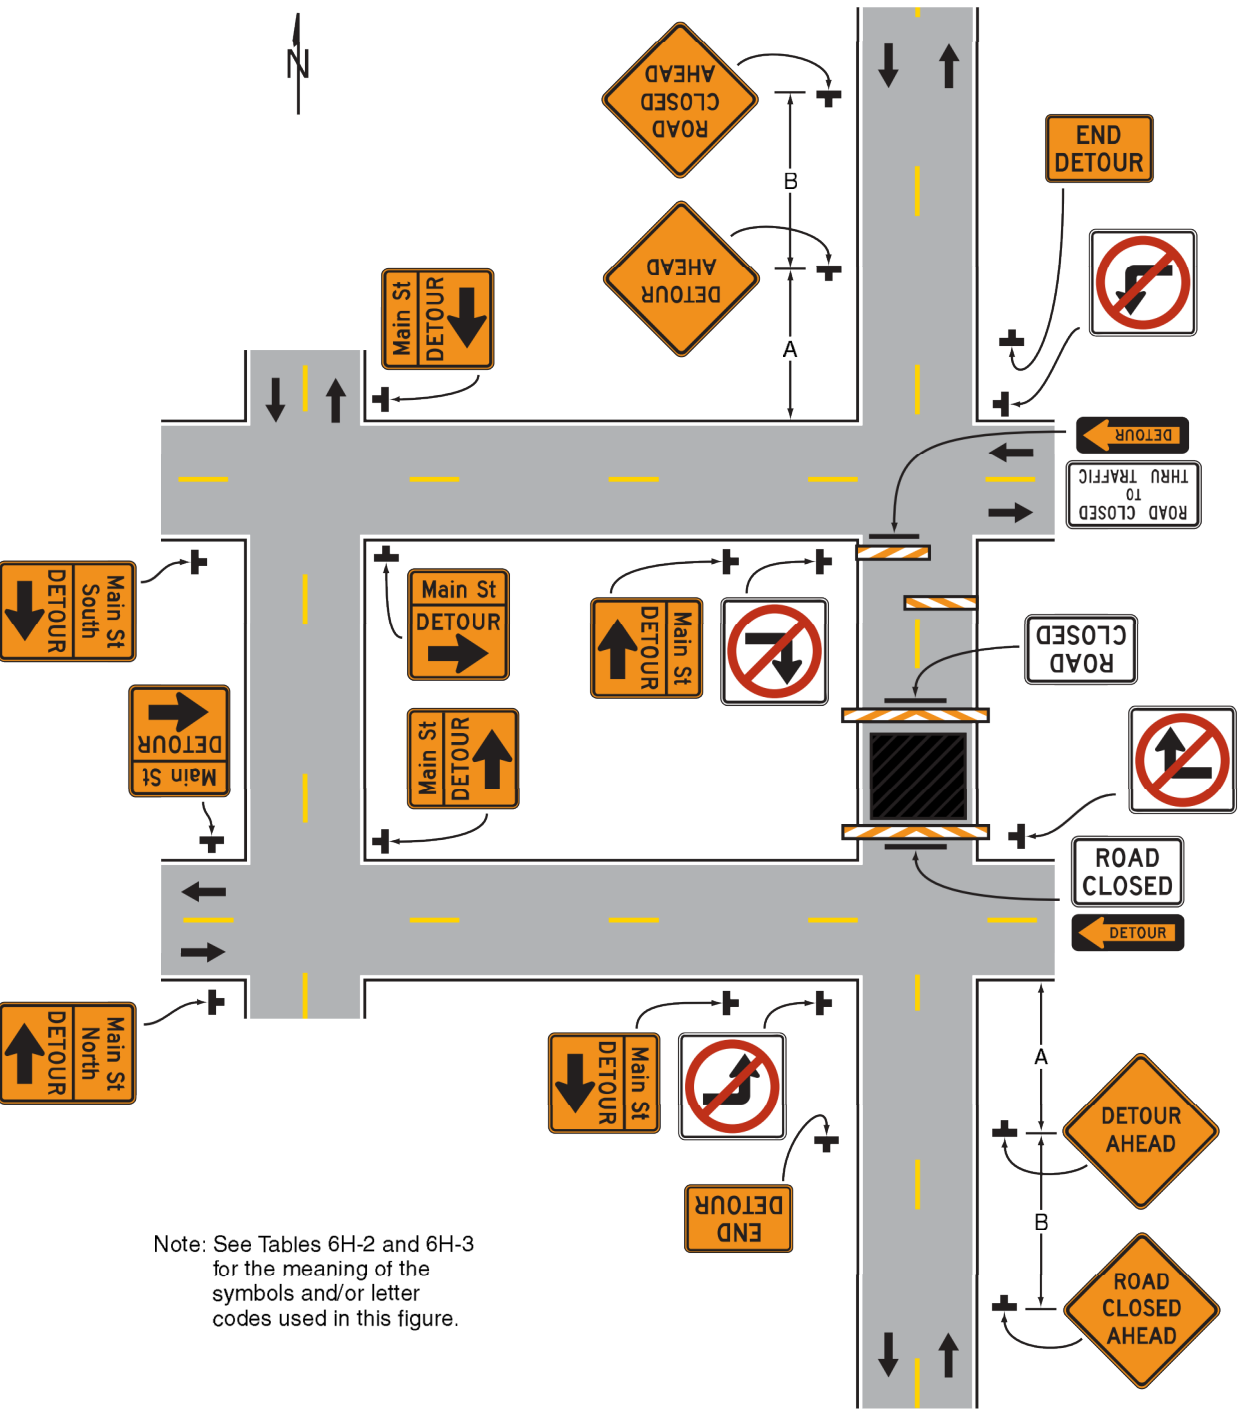 N
ROAD
CLOSED
AHEAD
B
DETOUR
AHEAD
A
END
DETOUR
Main St
DETOUR
DETOUR
ROAD CLOSED
TO
THRU TRAFFIC
Main St
South
DETOUR
Main St
DETOUR
Main St
DETOUR
ROAD
CLOSED
Main St
DETOUR
Main St
DETOUR
ROAD
CLOSED
DETOUR
Main St
North
DETOUR
Main St
DETOUR
END
DETOUR
A
DETOUR
AHEAD
B
ROAD
CLOSED
AHEAD
Note: See Tables 6H-2 and 6H-3
for the meaning of the
symbols and/or letter
codes used in this figure.